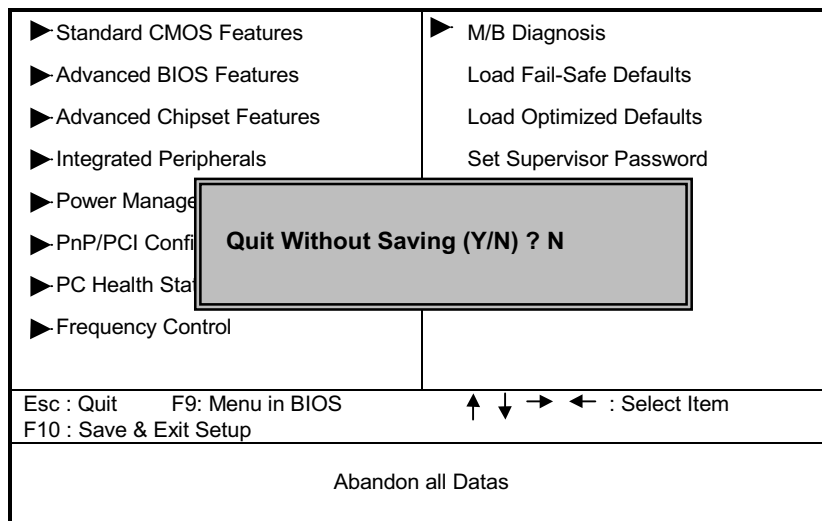 Standard CMOS Features
Advanced BIOS Features
Advanced Chipset Features
Integrated Peripherals
Power Manage
PnP/PCI Confi
PC Health Sta
Frequency Control
M/B Diagnosis
Load Fail-Safe Defaults
Load Optimized Defaults
Set Supervisor Password
Quit Without Saving (Y/N) ? N
Esc : Quit F9: Menu in BIOS ↑ ↓ → ← : Select Item
F10 : Save & Exit Setup
Abandon all Datas